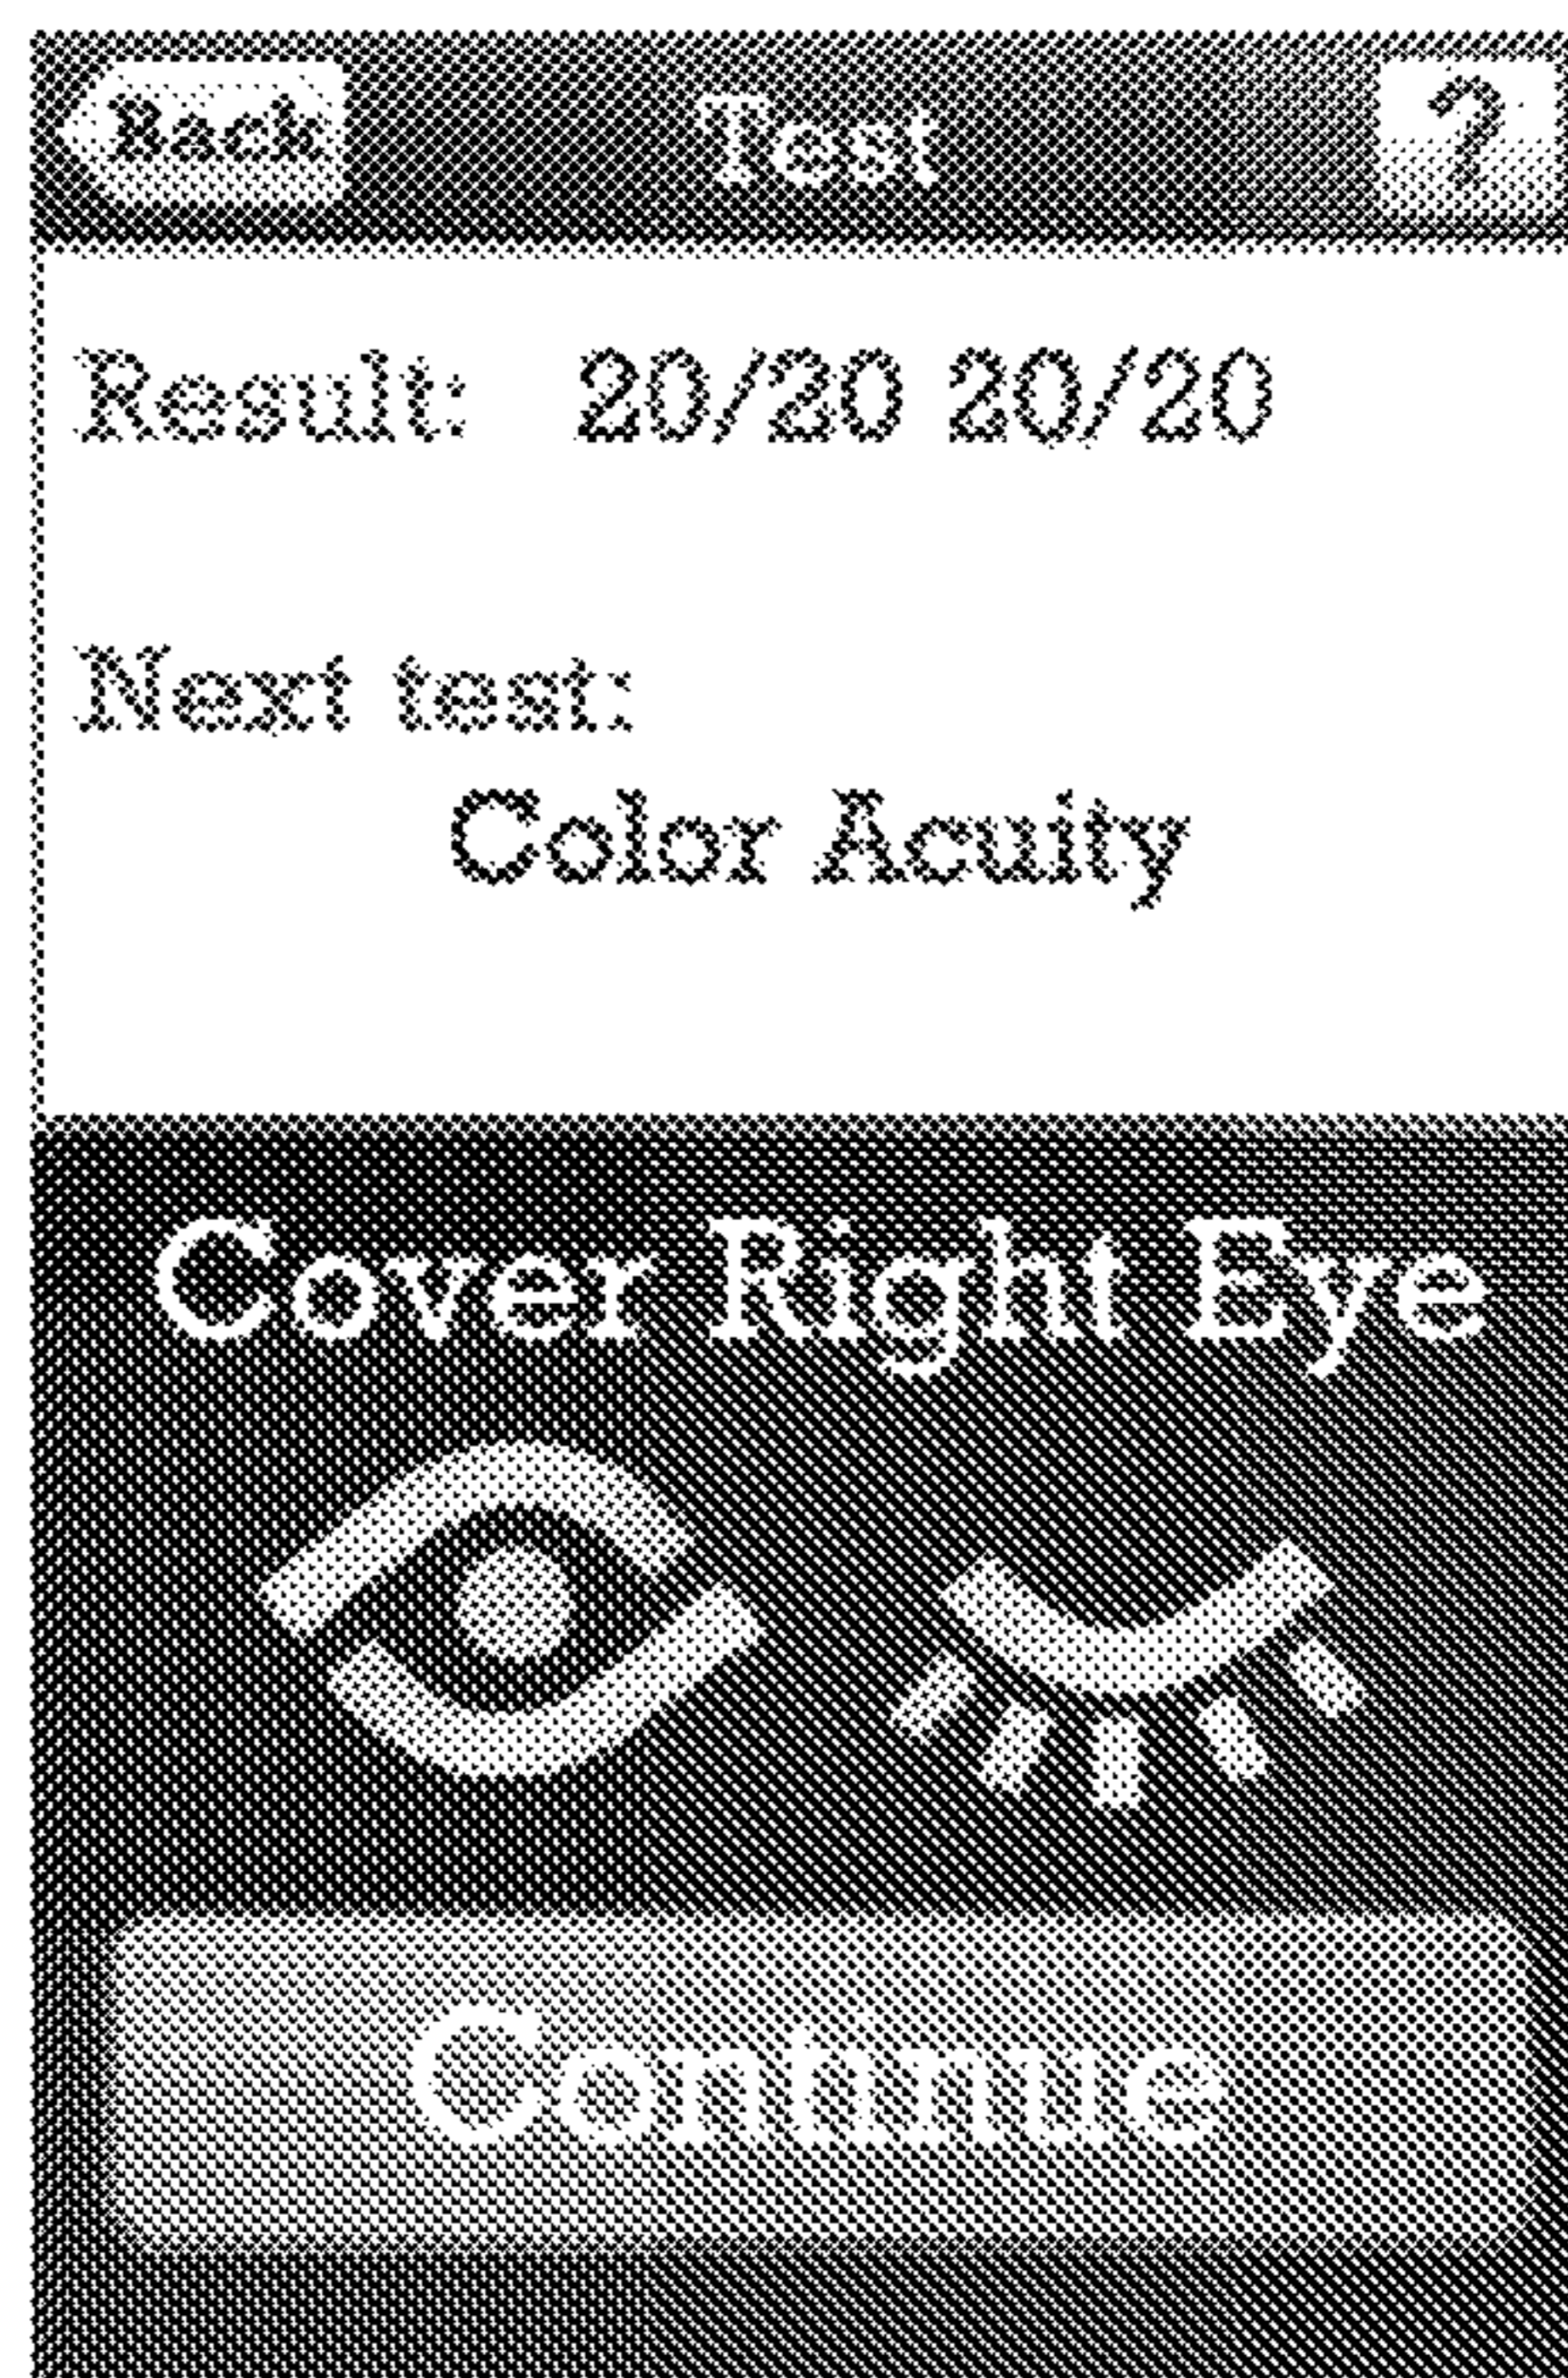 Back Test ?
Result: 20/20 20/20
Next test:
Color Acuity
Cover Right Eye
Continue